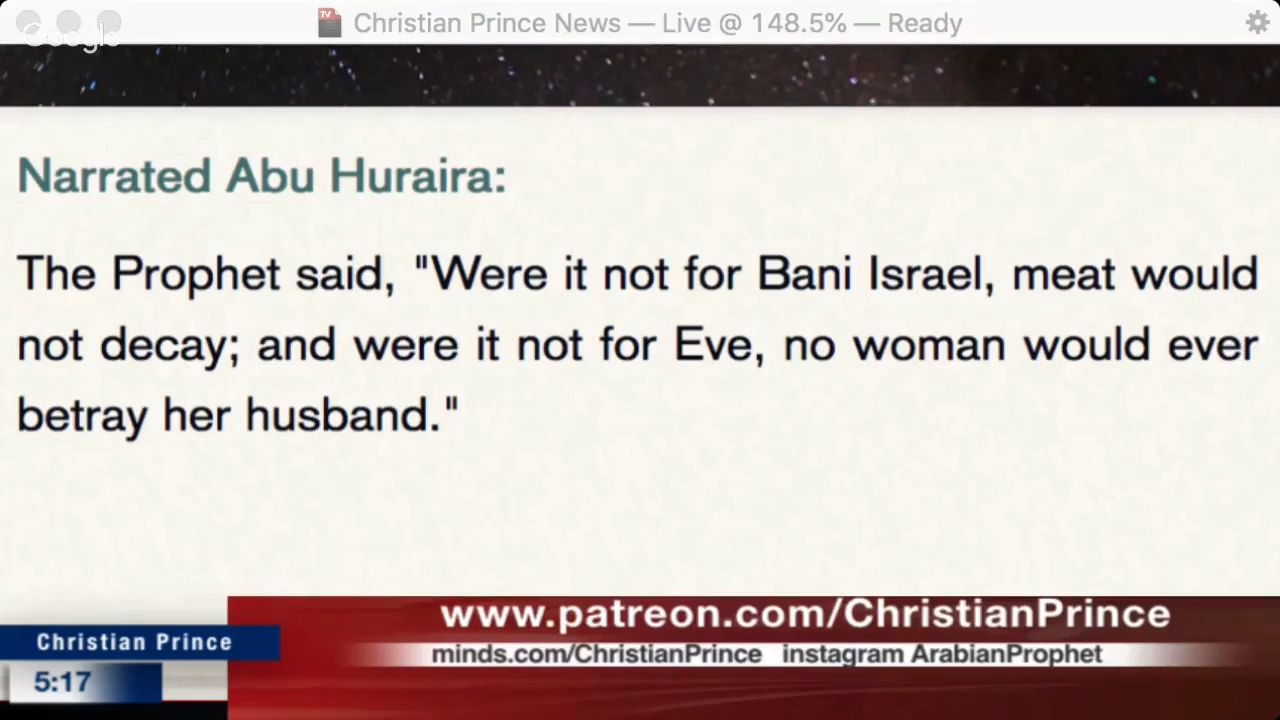 Christian Prince News — Live @ 148.5% — Ready
Google
Narrated Abu Huraira:
The Prophet said, "Were it not for Bani Israel, meat would
not decay; and were it not for Eve, no woman would ever
betray her husband."
www.patreon.com/ChristianPrince
Christian Prince
minds.com/ChristianPrince instagram ArabianProphet
5:17